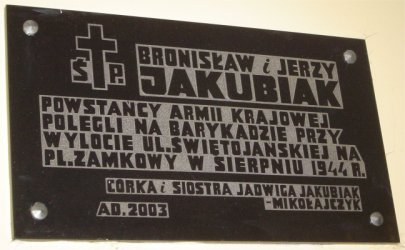 Ś P.
BRONISŁAW i JERZY
JAKUBIAK
POWSTAŃCY ARMII KRAJOWEJ
POLEGLI NA BARYKADZIE PRZY
WYLOCIE UL. ŚWIĘTOJAŃSKIEJ NA
PL. ZAMKOWY W SIERPNIU 1944 R.
CÓRKA i SIOSTRA JADWIGA JAKUBIAK
-MIKOŁAJCZYK
AD. 2003